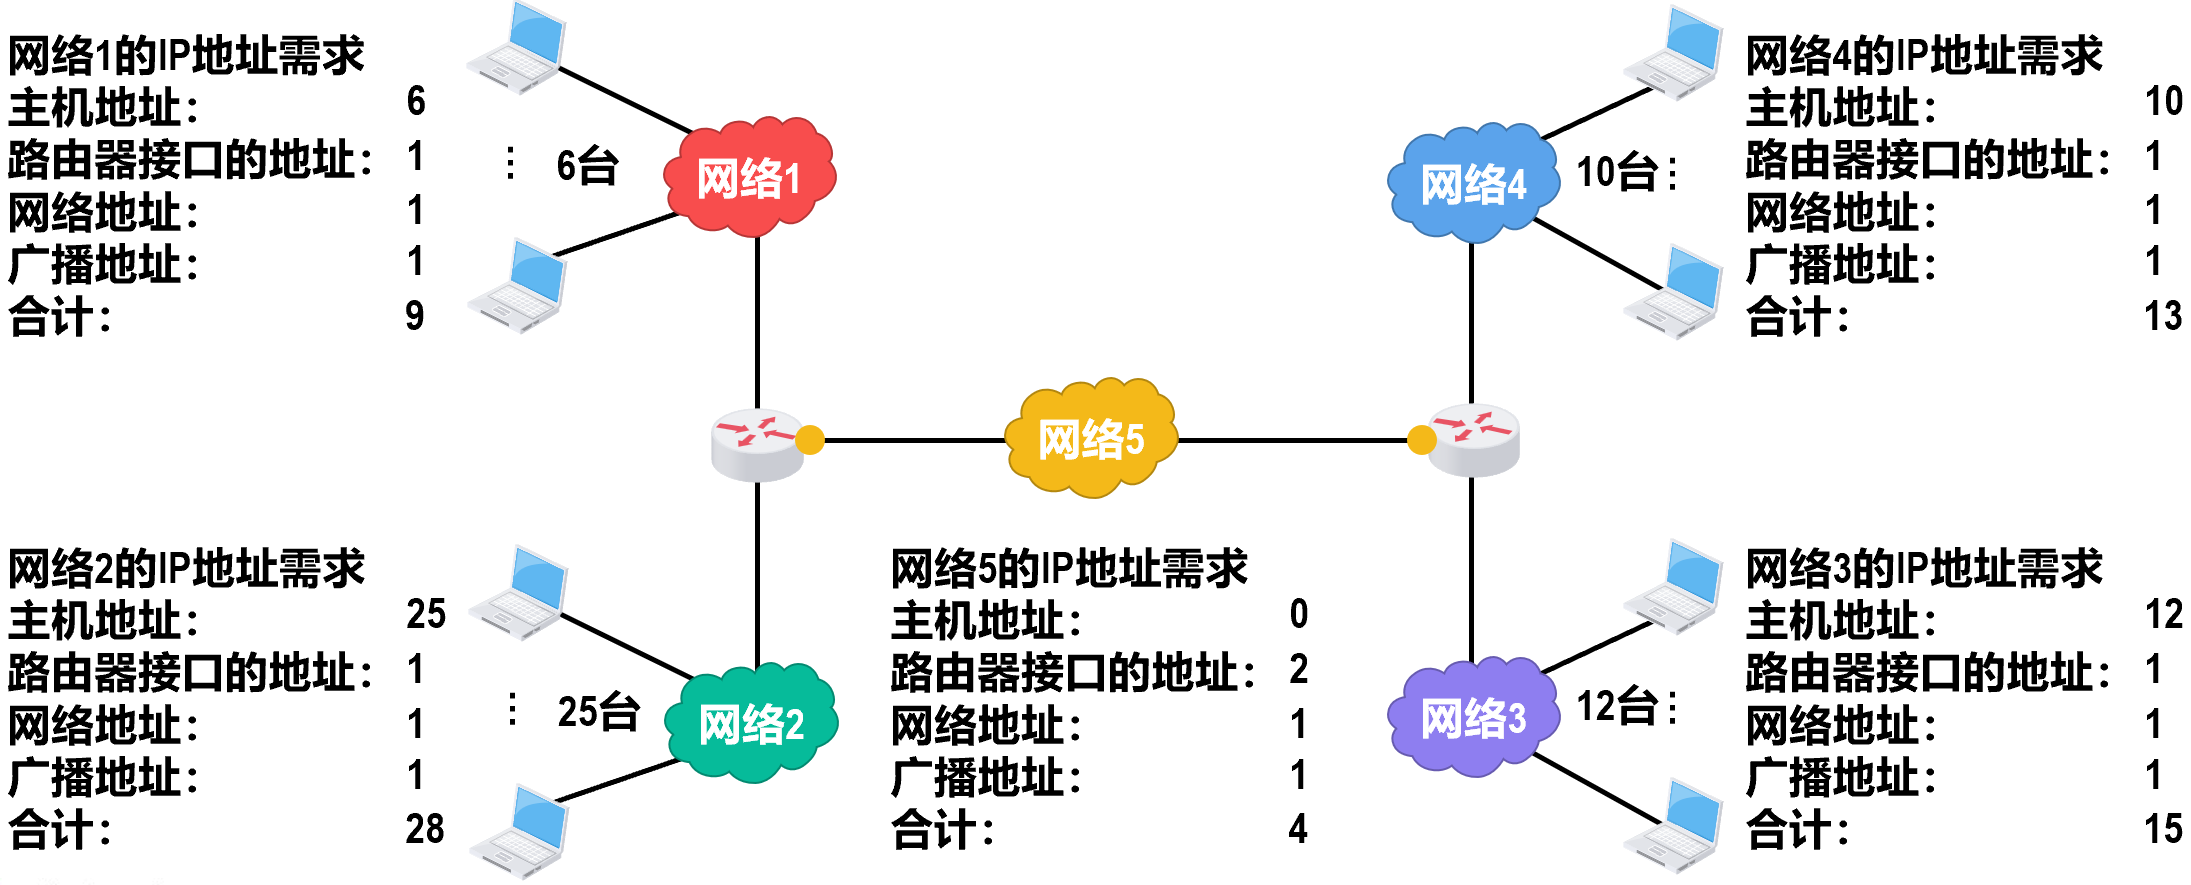 网络1的IP地址需求
主机地址： 6
路由器接口的地址： 1
网络地址： 1
广播地址： 1
合计： 9
6台
网络1
网络4
10台
网络4的IP地址需求
主机地址： 10
路由器接口的地址： 1
网络地址： 1
广播地址： 1
合计： 13
网络5
网络2的IP地址需求
主机地址： 25
路由器接口的地址： 1
网络地址： 1
广播地址： 1
合计： 28
25台
网络2
网络5的IP地址需求
主机地址： 0
路由器接口的地址： 2
网络地址： 1
广播地址： 1
合计： 4
网络3
12台
网络3的IP地址需求
主机地址： 12
路由器接口的地址： 1
网络地址： 1
广播地址： 1
合计： 15